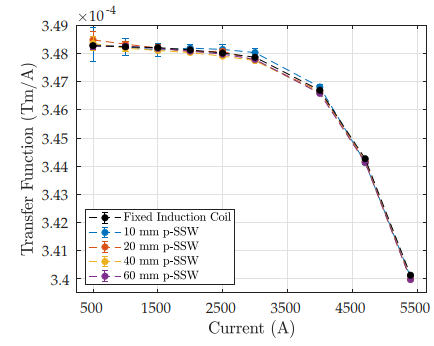 ×10⁻⁴
3.49
3.48
3.47
3.46
3.45
3.44
3.43
3.42
3.41
3.4
Transfer Function (Tm/A)
Fixed Induction Coil
10 mm p-SSW
20 mm p-SSW
40 mm p-SSW
60 mm p-SSW
500 1500 2500 3500 4500 5500
Current (A)